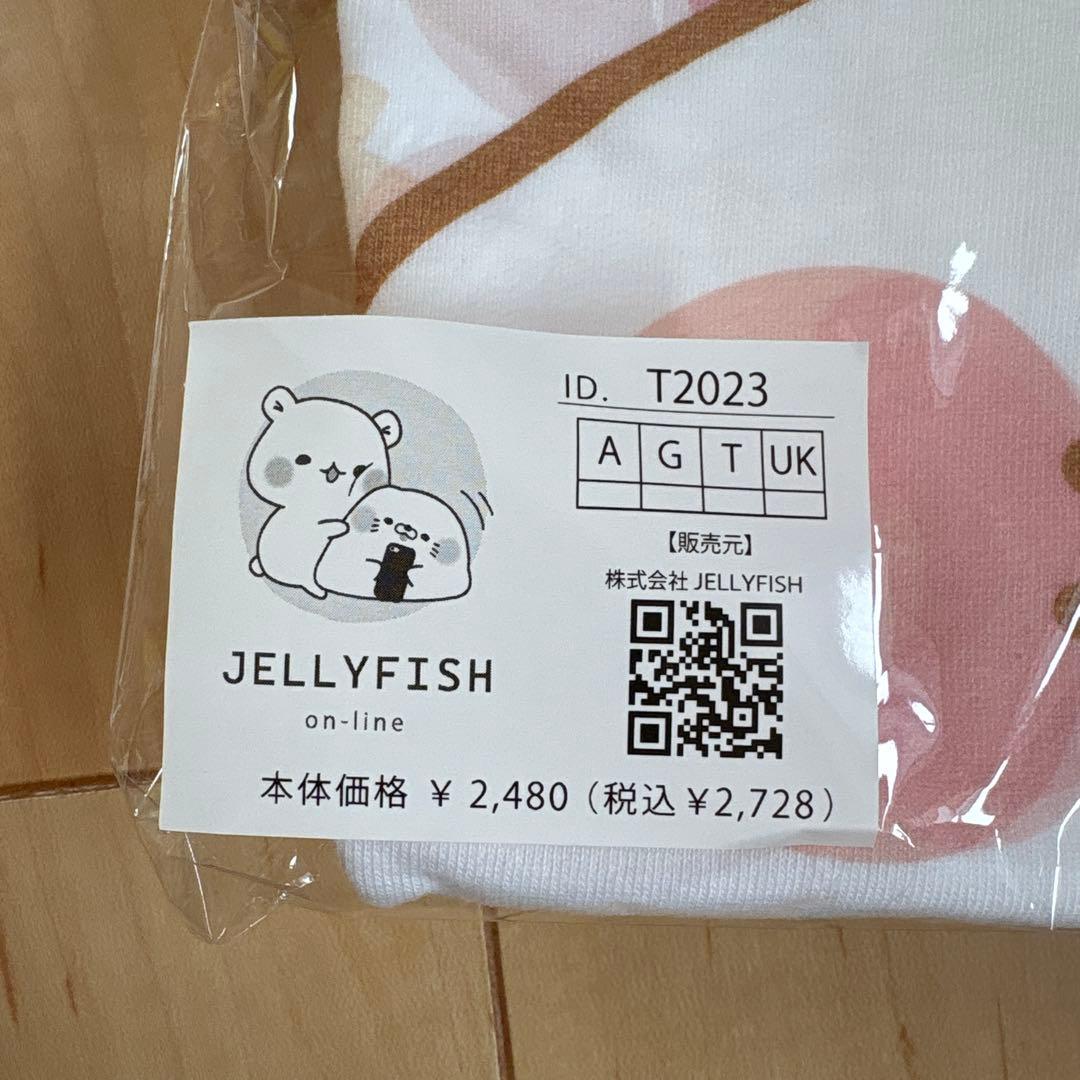 ID. T2023
A G T UK
【販売元】
株式会社 JELLYFISH
JELLYFISH
on-line
本体価格 ¥ 2,480（税込¥2,728）